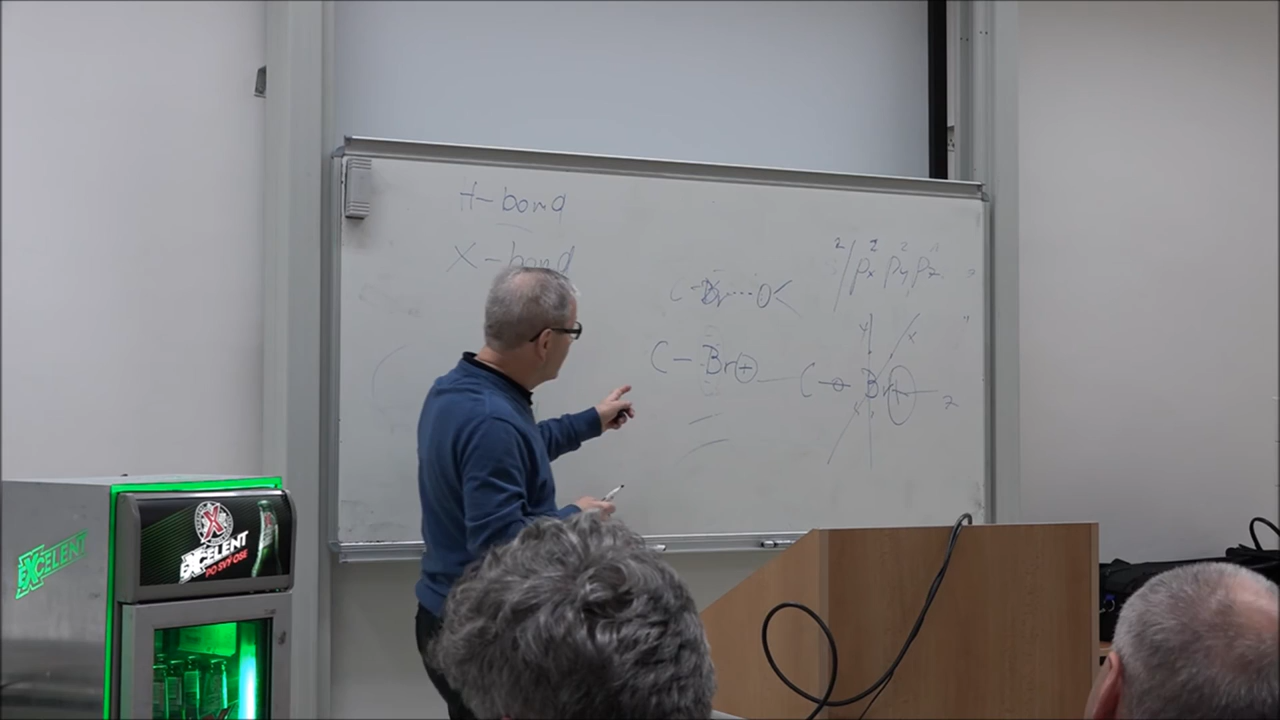 H-bond
X-bond
2 2 2 1
px py pz
C-Br...O<
C-Br+
C Br+
y
x
z
EXCELENT
X
EXCELENT
PO SVÝ OSE